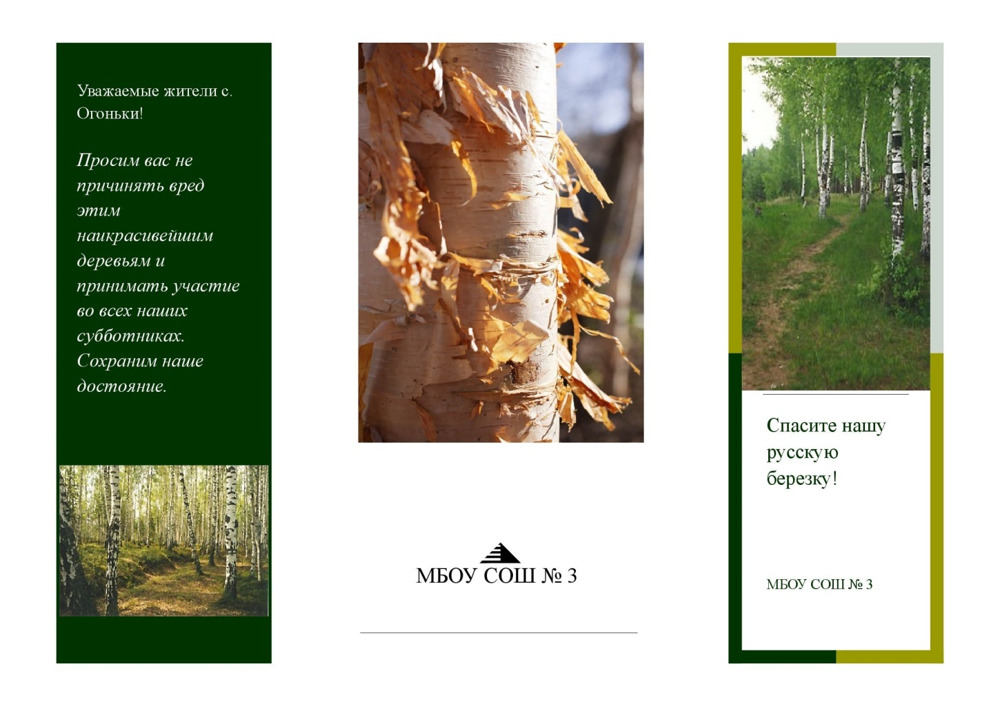 Уважаемые жители с.
Огоньки!
Просим вас не
причинять вред
этим
наикрасивейшим
деревьям и
принимать участие
во всех наших
субботниках.
Сохраним наше
достояние.
МБОУ СОШ № 3
Спасите нашу
русскую
березку!
МБОУ СОШ № 3